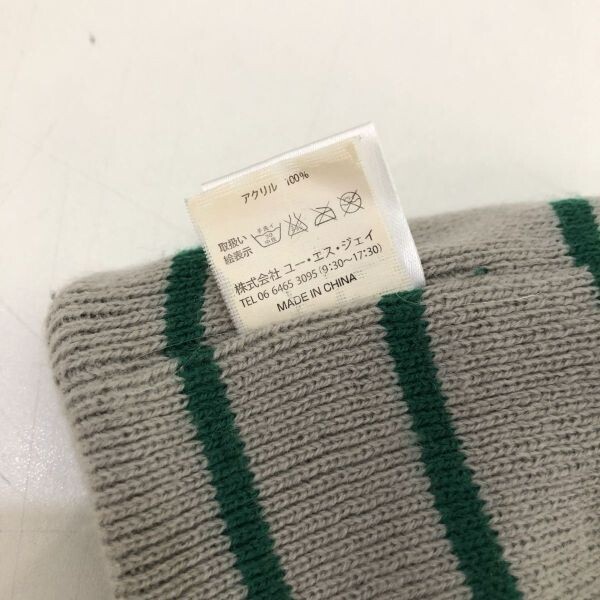 アクリル 100%
取扱い
絵表示
株式会社 ユー・エス・ジェイ
TEL 06 6465 3095 (9:30～17:30)
MADE IN CHINA